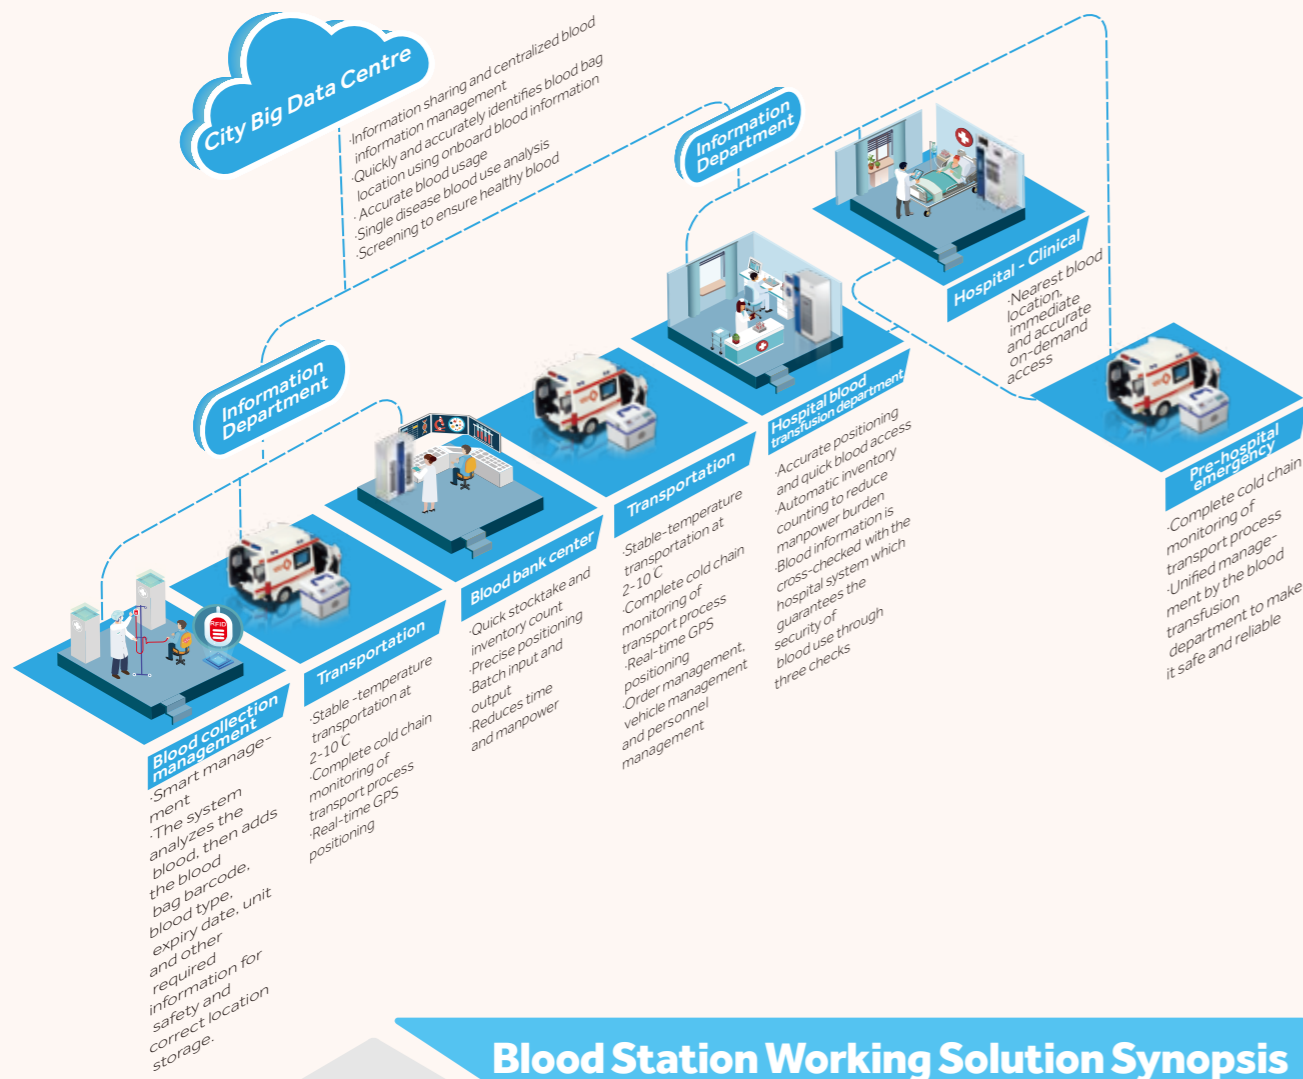 City Big Data Centre
·Information sharing and centralized blood
information management
·Quickly and accurately identifies blood bag
location using onboard blood information
·Accurate blood usage
·Single disease blood use analysis
·Screening to ensure healthy blood
Information
Department
Information
Department
Hospital - Clinical
·Nearest blood
location,
immediate
and accurate
on-demand
access
Pre-hospital
emergency
·Complete cold chain
monitoring of
transport process
·Unified manage-
ment by the blood
transfusion
department to make
it safe and reliable
Hospital blood
transfusion department
·Accurate positioning
and quick blood access
·Automatic inventory
counting to reduce
manpower burden
·Blood information is
cross-checked with the
hospital system which
guarantees the
security of
blood use through
three checks
Transportation
·Stable-temperature
transportation at
2-10℃
·Complete cold chain
monitoring of
transport process
·Real-time GPS
positioning
·Order management,
vehicle management
and personnel
management
Blood bank center
·Quick stocktake and
inventory count
·Precise positioning
·Batch input and
output
·Reduces time
and manpower
Transportation
·Stable -temperature
transportation at
2-10℃
·Complete cold chain
monitoring of
transport process
·Real-time GPS
positioning
RFID
Blood collection
management
·Smart manage-
ment
·The system
analyzes the
blood, then adds
the blood
bag barcode,
blood type,
expiry date, unit
and other
required
information for
safety and
correct location
storage.
Blood Station Working Solution Synopsis